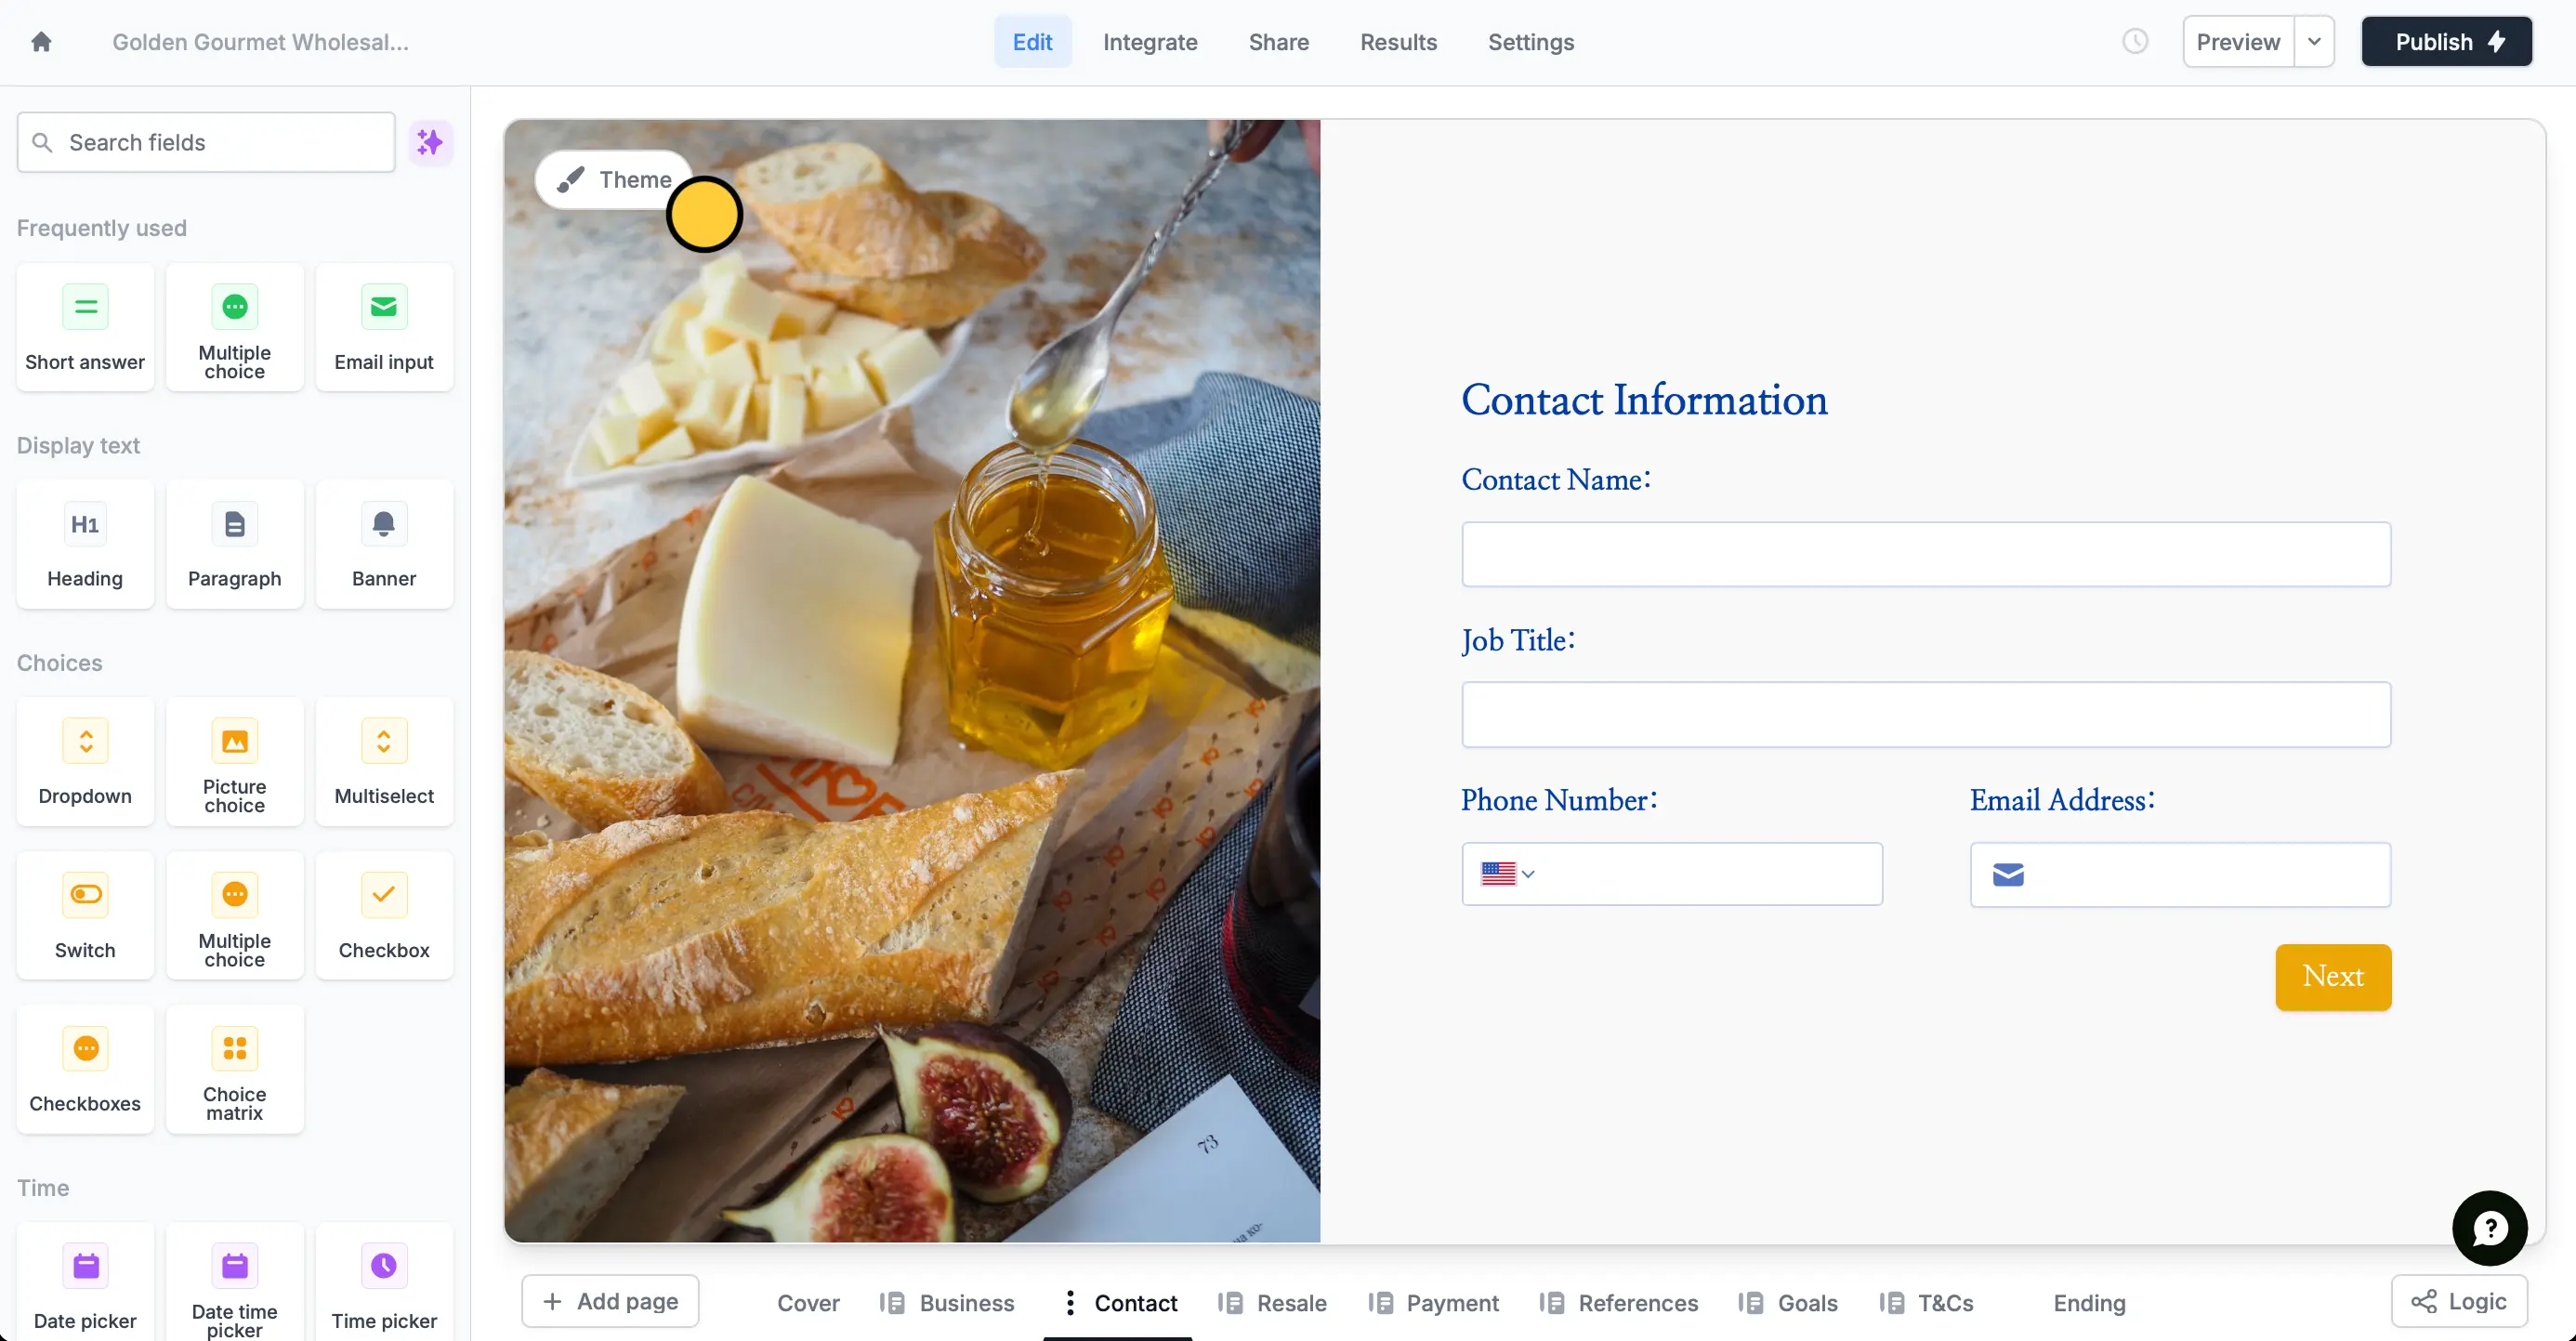 Golden Gourmet Wholesal...
Edit
Integrate
Share
Results
Settings
Preview
Publish
Search fields
Theme
Frequently used
Short answer
Multiple
choice
Email input
Display text
H1
Heading
Paragraph
Banner
Choices
Dropdown
Picture
choice
Multiselect
Switch
Multiple
choice
Checkbox
Checkboxes
Choice
matrix
Time
Date picker
Date time
picker
Time picker
73
Contact Information
Contact Name:
Job Title:
Phone Number:
Email Address:
Next
?
Add page
Cover
Business
Contact
Resale
Payment
References
Goals
T&Cs
Ending
Logic